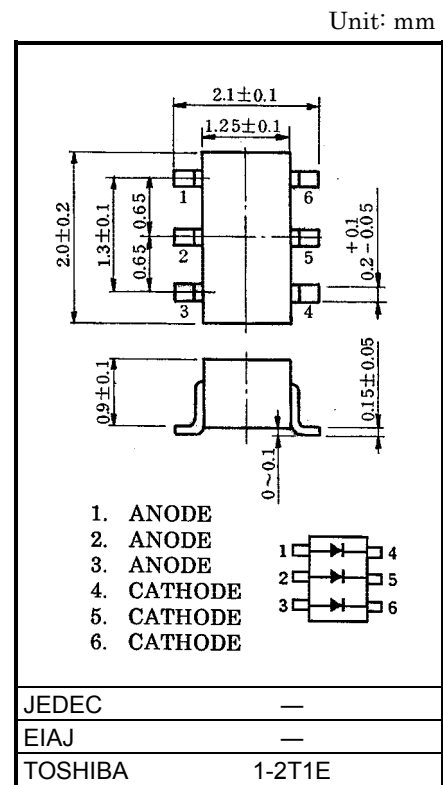 Unit: mm
2.1±0.1
1.25±0.1
2.0±0.2
1.3±0.1
0.65
0.65
1
2
3
6
5
4
+0.1
0.2-0.05
0.9±0.1
0.15±0.05
0~0.1
1. ANODE
2. ANODE
3. ANODE
4. CATHODE
5. CATHODE
6. CATHODE
1 4
2 5
3 6
JEDEC —
EIAJ —
TOSHIBA 1-2T1E